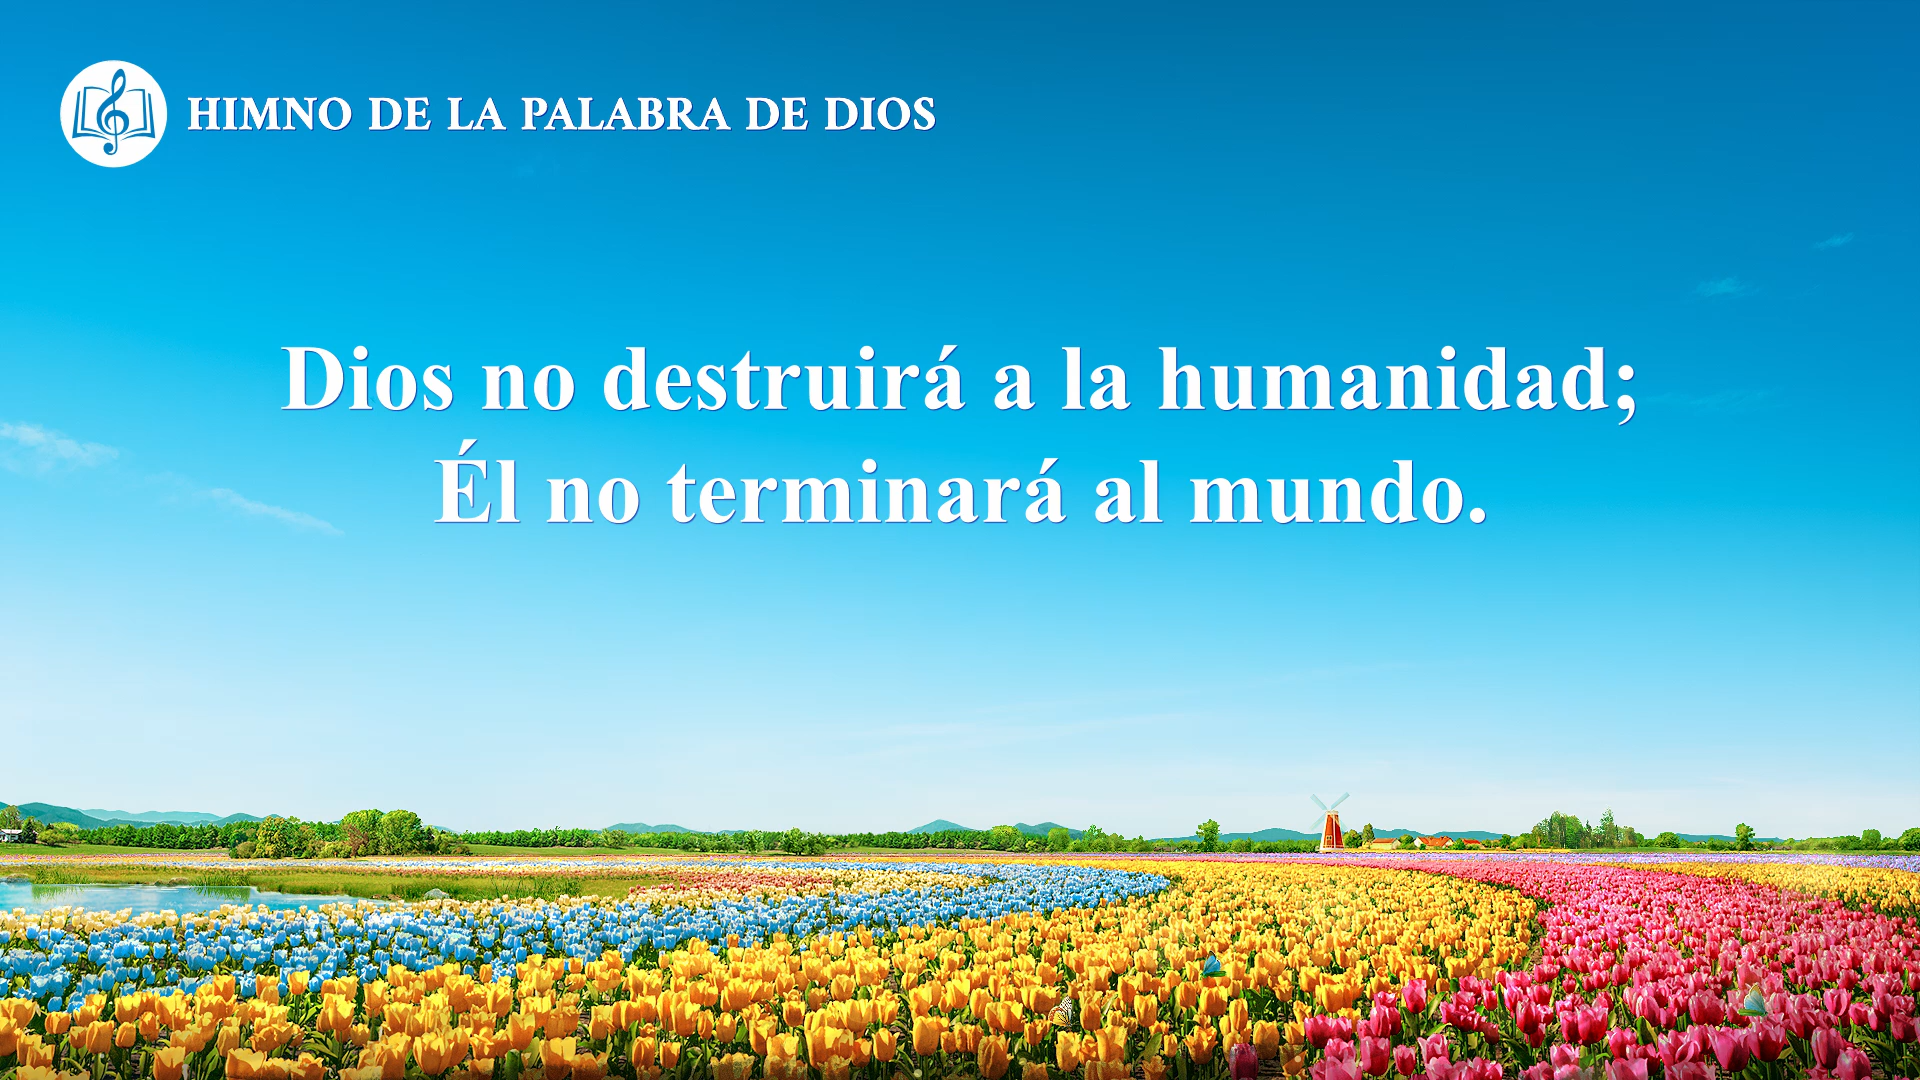 HIMNO DE LA PALABRA DE DIOS
Dios no destruirá a la humanidad;
Él no terminará al mundo.